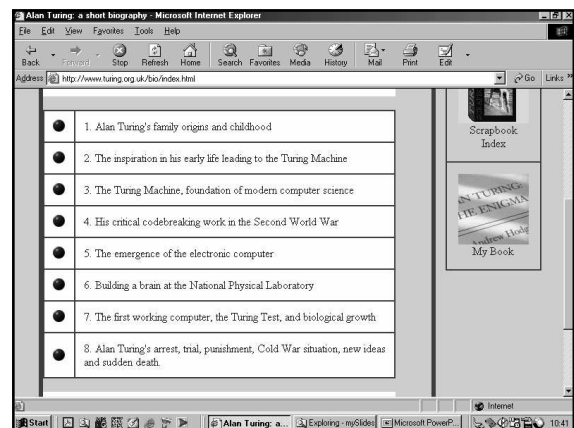 Alan Turing: a short biography - Microsoft Internet Explorer
File Edit View Favorites Tools Help
Back Forward Stop Refresh Home Search Favorites Media History Mail Print Edit
Address http://www.turing.org.uk/bio/index.html Go Links »
1. Alan Turing's family origins and childhood
2. The inspiration in his early life leading to the Turing Machine
3. The Turing Machine, foundation of modern computer science
4. His critical codebreaking work in the Second World War
5. The emergence of the electronic computer
6. Building a brain at the National Physical Laboratory
7. The first working computer, the Turing Test, and biological growth
8. Alan Turing's arrest, trial, punishment, Cold War situation, new ideas
and sudden death.
Scrapbook
Index
AN TURING:
THE ENIGMA
Andrew Hodg
My Book
Internet
Start Alan Turing: a... Exploring - mySlides Microsoft PowerP... 10:41